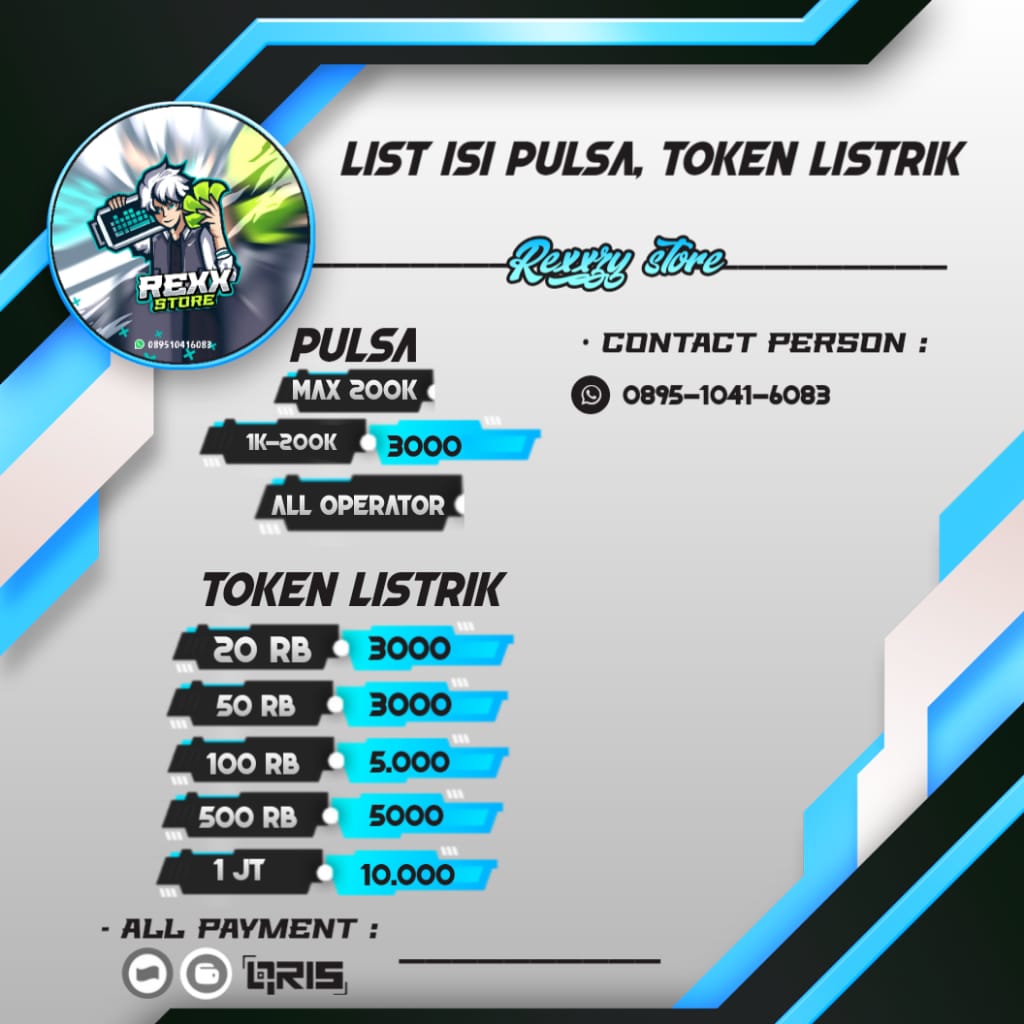 LIST ISI PULSA, TOKEN LISTRIK
REXX
STORE
089510416083
Rexxzy store
PULSA
MAX 200K
1K-200K 3000
ALL OPERATOR
• CONTACT PERSON :
0895-1041-6083
TOKEN LISTRIK
20 RB 3000
50 RB 3000
100 RB 5.000
500 RB 5000
1 JT 10.000
- ALL PAYMENT :
QRIS